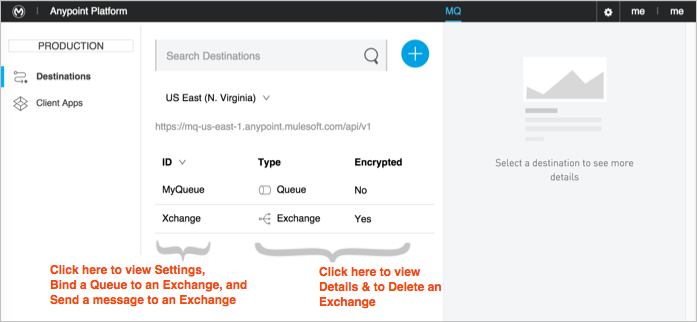 Anypoint Platform
MQ
me
me
PRODUCTION
Destinations
Client Apps
Search Destinations
US East (N. Virginia)
https://mq-us-east-1.anypoint.mulesoft.com/api/v1
ID Type Encrypted
MyQueue Queue No
Xchange Exchange Yes
Click here to view Settings,
Bind a Queue to an Exchange, and
Send a message to an Exchange
Click here to view
Details & to Delete an
Exchange
Select a destination to see more
details